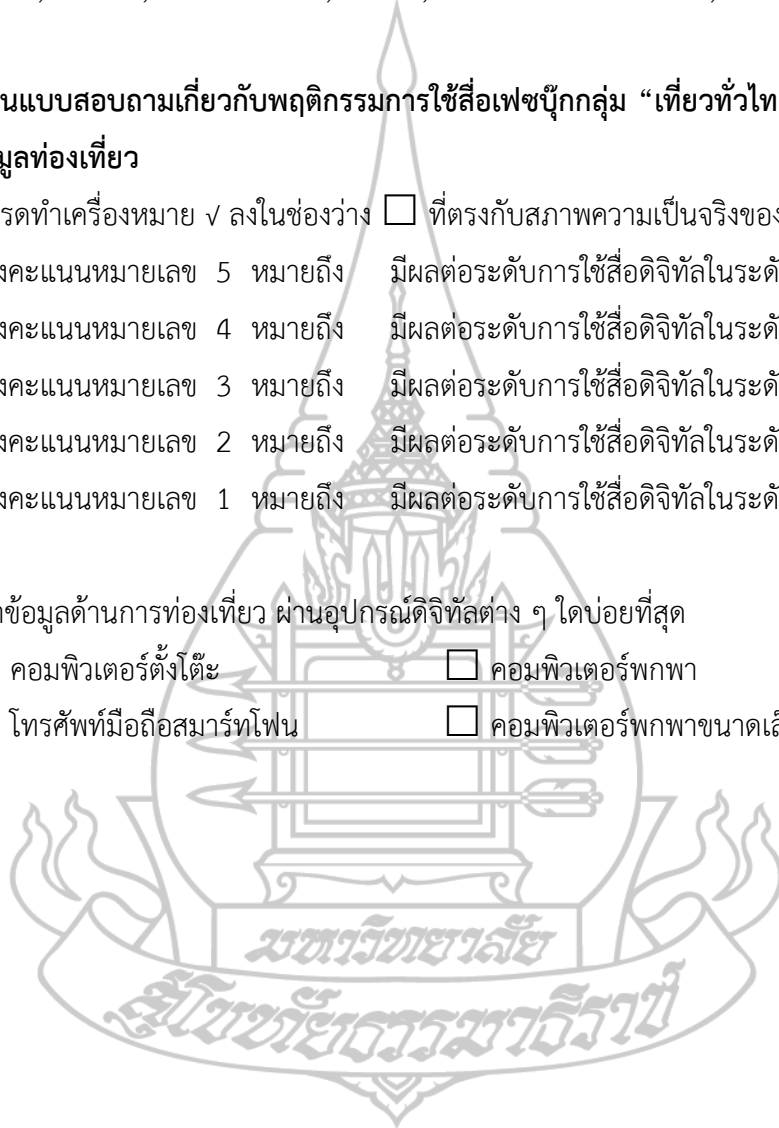 นแบบสอบถามเกี่ยวกับพฤติกรรมการใช้สื่อเฟซบุ๊กกลุ่ม “เที่ยวทั่วไท
มูลท่องเที่ยว
รดทำเครื่องหมาย √ ลงในช่องว่าง □ ที่ตรงกับสภาพความเป็นจริงของ
งคะแนนหมายเลข 5 หมายถึง มีผลต่อระดับการใช้สื่อดิจิทัลในระดั
งคะแนนหมายเลข 4 หมายถึง มีผลต่อระดับการใช้สื่อดิจิทัลในระดั
งคะแนนหมายเลข 3 หมายถึง มีผลต่อระดับการใช้สื่อดิจิทัลในระดั
งคะแนนหมายเลข 2 หมายถึง มีผลต่อระดับการใช้สื่อดิจิทัลในระดั
งคะแนนหมายเลข 1 หมายถึง มีผลต่อระดับการใช้สื่อดิจิทัลในระดั
าข้อมูลด้านการท่องเที่ยว ผ่านอุปกรณ์ดิจิทัลต่าง ๆ ใดบ่อยที่สุด
คอมพิวเตอร์ตั้งโต๊ะ □ คอมพิวเตอร์พกพา
โทรศัพท์มือถือสมาร์ทโฟน □ คอมพิวเตอร์พกพาขนาดเล็
มหาวิทยาลัย
สุโขทัยธรรมาธิราช